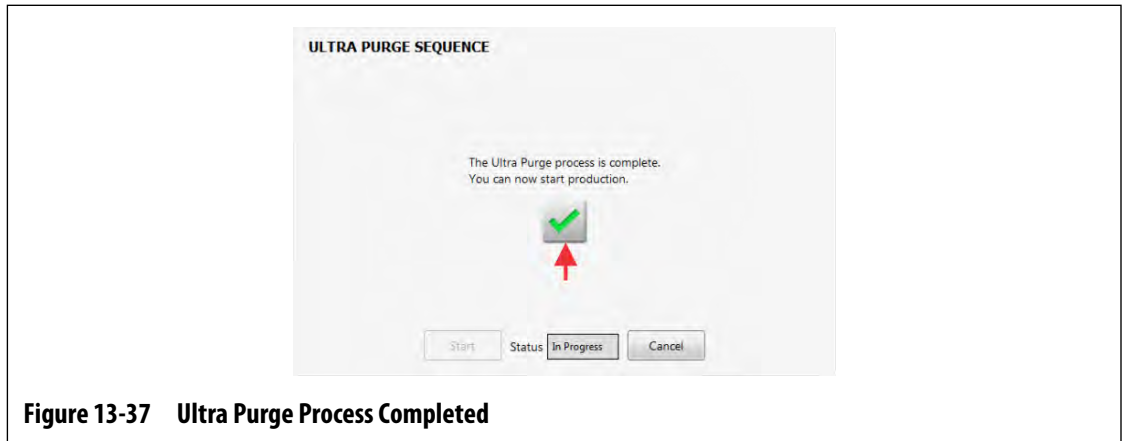 ULTRA PURGE SEQUENCE
The Ultra Purge process is complete.
You can now start production.
Start Status In Progress Cancel
Figure 13-37 Ultra Purge Process Completed